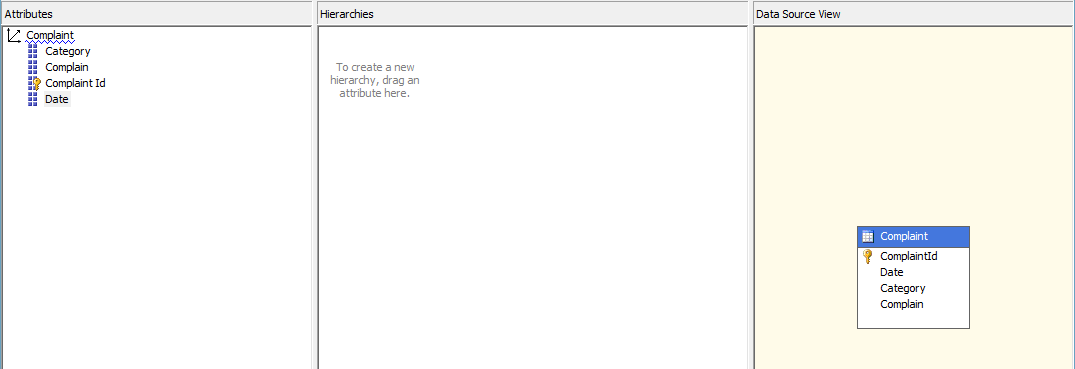 Attributes
Complaint
Category
Complain
Complaint Id
Date
Hierarchies
To create a new
hierarchy, drag an
attribute here.
Data Source View
Complaint
ComplaintId
Date
Category
Complain